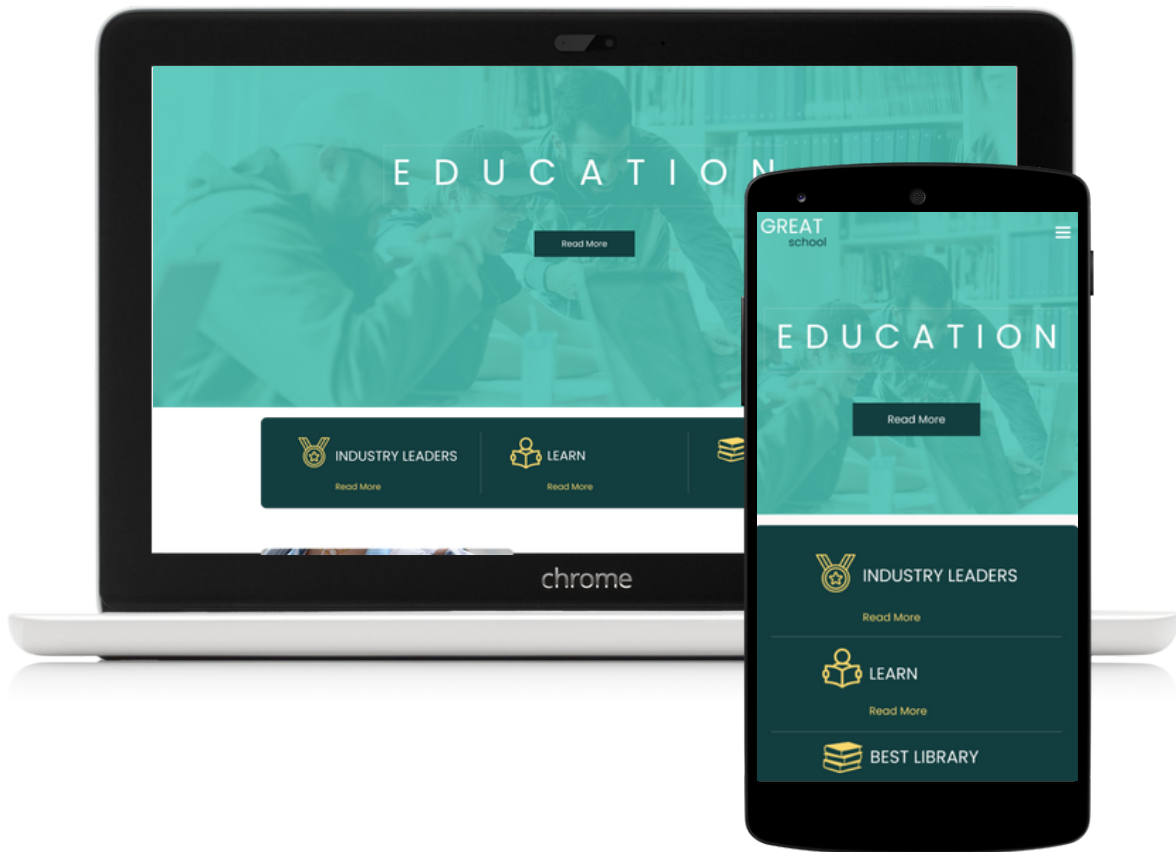 EDUCATION
Read More
INDUSTRY LEADERS
Read More
LEARN
Read More
chrome
GREAT
school
EDUCATION
Read More
INDUSTRY LEADERS
Read More
LEARN
Read More
BEST LIBRARY